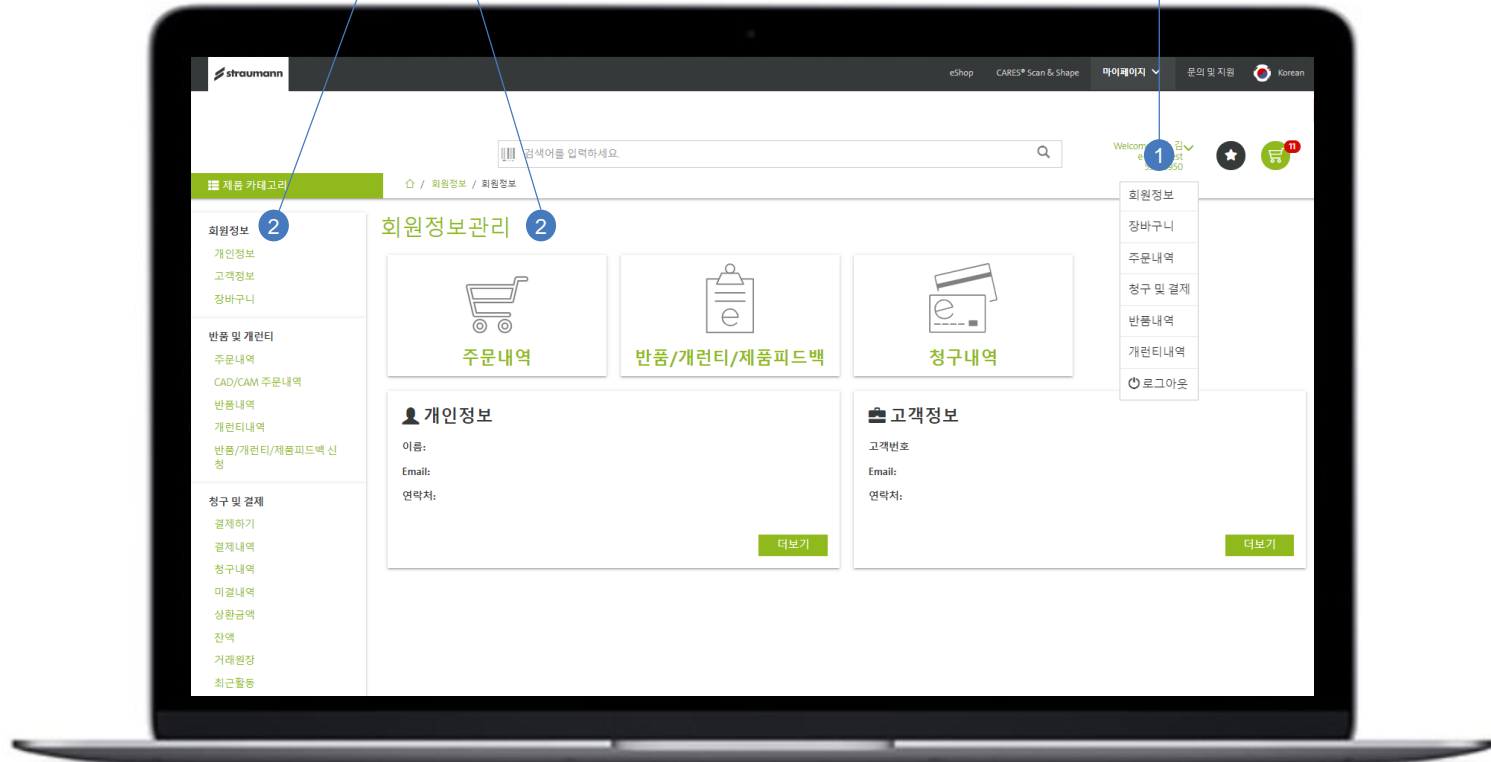 straumann
eShop CARES® Scan & Shape 마이페이지 문의 및 지원 Korean
검색어를 입력하세요.
Welcom 김
1
11
제품 카테고리
/ 회원정보 / 회원정보
회원정보 2
개인정보
고객정보
장바구니
반품 및 개런티
주문내역
CAD/CAM 주문내역
반품내역
개런티내역
반품/개런티/제품피드백 신
청
청구 및 결제
결제하기
결제내역
청구내역
미결내역
상환금액
잔액
거래원장
최근활동
회원정보관리 2
주문내역
반품/개런티/제품피드백
청구내역
개인정보
이름:
Email:
연락처:
더보기
고객정보
고객번호
Email:
연락처:
더보기
회원정보
장바구니
주문내역
청구 및 결제
반품내역
개런티내역
로그아웃